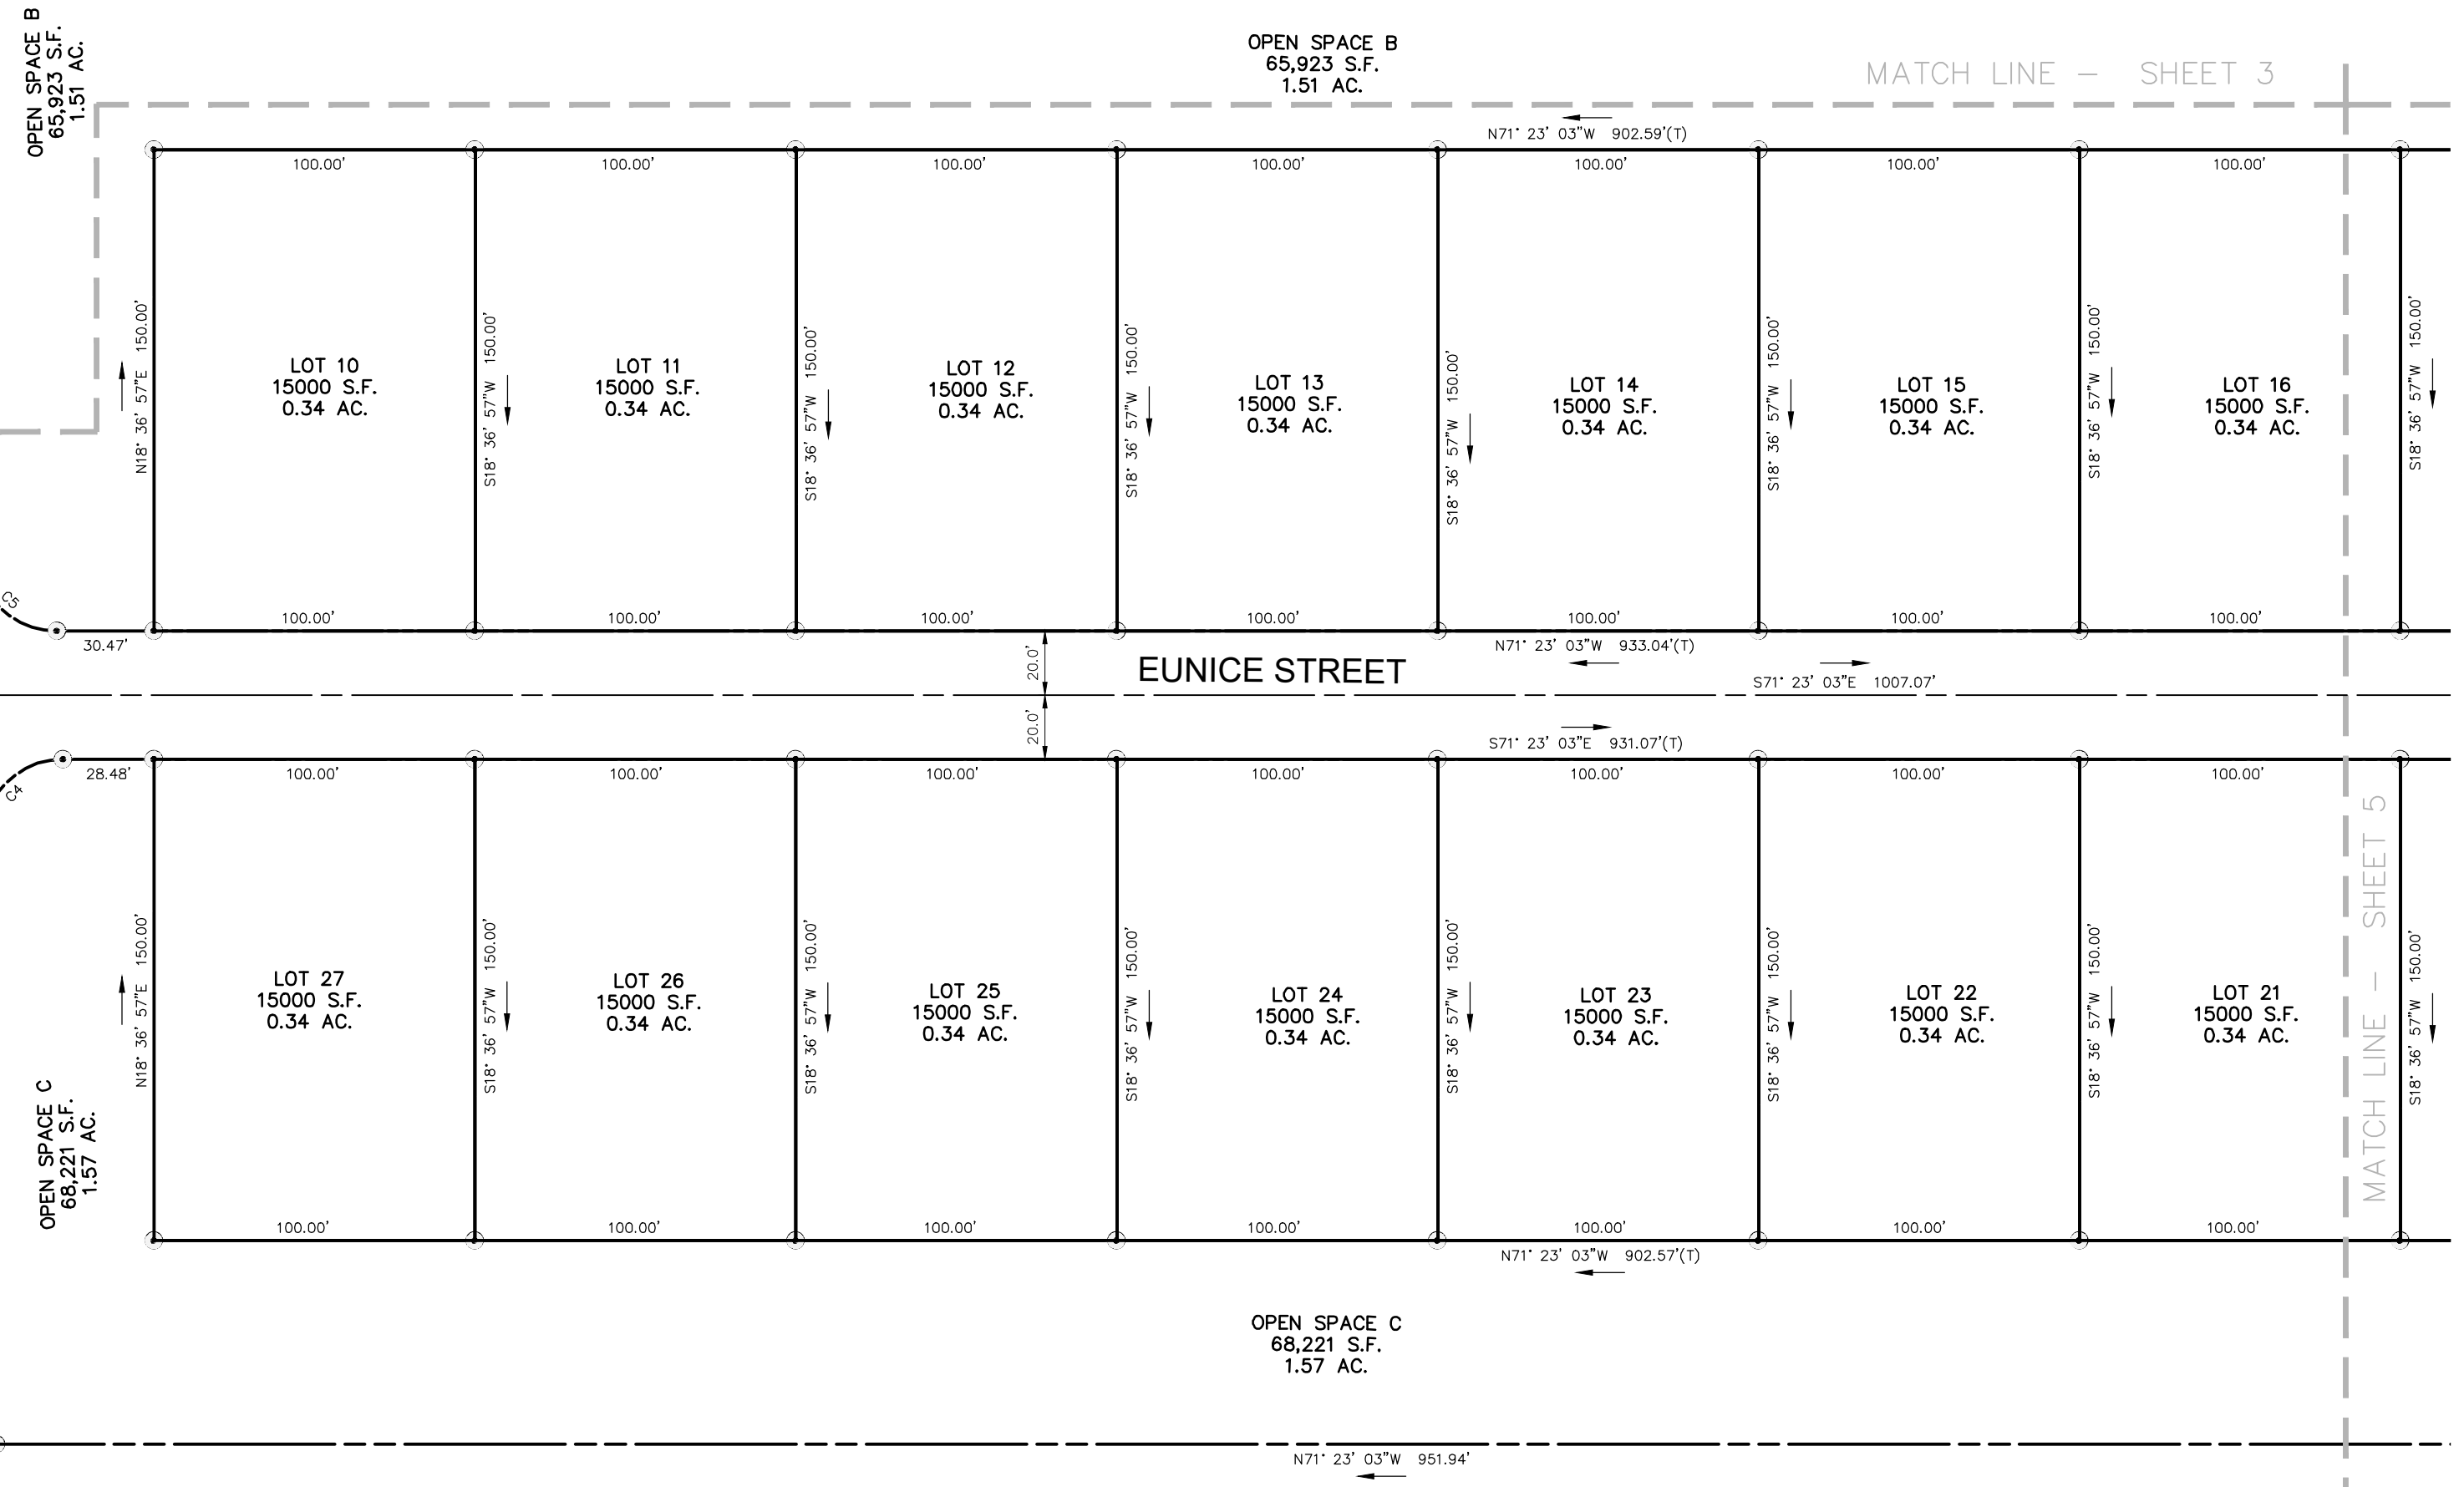 OPEN SPACE B
65,923 S.F.
1.51 AC.
OPEN SPACE B
65,923 S.F.
1.51 AC.
MATCH LINE - SHEET 3
N71° 23' 03"W 902.59'(T)
100.00'
100.00'
100.00'
100.00'
100.00'
100.00'
100.00'
N18° 36' 57"E 150.00'
LOT 10
15000 S.F.
0.34 AC.
S18° 36' 57"W 150.00'
LOT 11
15000 S.F.
0.34 AC.
S18° 36' 57"W 150.00'
LOT 12
15000 S.F.
0.34 AC.
S18° 36' 57"W 150.00'
LOT 13
15000 S.F.
0.34 AC.
S18° 36' 57"W 150.00'
LOT 14
15000 S.F.
0.34 AC.
S18° 36' 57"W 150.00'
LOT 15
15000 S.F.
0.34 AC.
S18° 36' 57"W 150.00'
LOT 16
15000 S.F.
0.34 AC.
S18° 36' 57"W 150.00'
C5
30.47'
100.00'
100.00'
100.00'
100.00'
100.00'
100.00'
100.00'
N71° 23' 03"W 933.04'(T)
20.0'
EUNICE STREET
S71° 23' 03"E 1007.07'
20.0'
S71° 23' 03"E 931.07'(T)
C4
28.48'
100.00'
100.00'
100.00'
100.00'
100.00'
100.00'
100.00'
N18° 36' 57"E 150.00'
LOT 27
15000 S.F.
0.34 AC.
S18° 36' 57"W 150.00'
LOT 26
15000 S.F.
0.34 AC.
S18° 36' 57"W 150.00'
LOT 25
15000 S.F.
0.34 AC.
S18° 36' 57"W 150.00'
LOT 24
15000 S.F.
0.34 AC.
S18° 36' 57"W 150.00'
LOT 23
15000 S.F.
0.34 AC.
S18° 36' 57"W 150.00'
LOT 22
15000 S.F.
0.34 AC.
S18° 36' 57"W 150.00'
LOT 21
15000 S.F.
0.34 AC.
MATCH LINE - SHEET 5
S18° 36' 57"W 150.00'
OPEN SPACE C
68,221 S.F.
1.57 AC.
100.00'
100.00'
100.00'
100.00'
100.00'
100.00'
100.00'
N71° 23' 03"W 902.57'(T)
OPEN SPACE C
68,221 S.F.
1.57 AC.
N71° 23' 03"W 951.94'